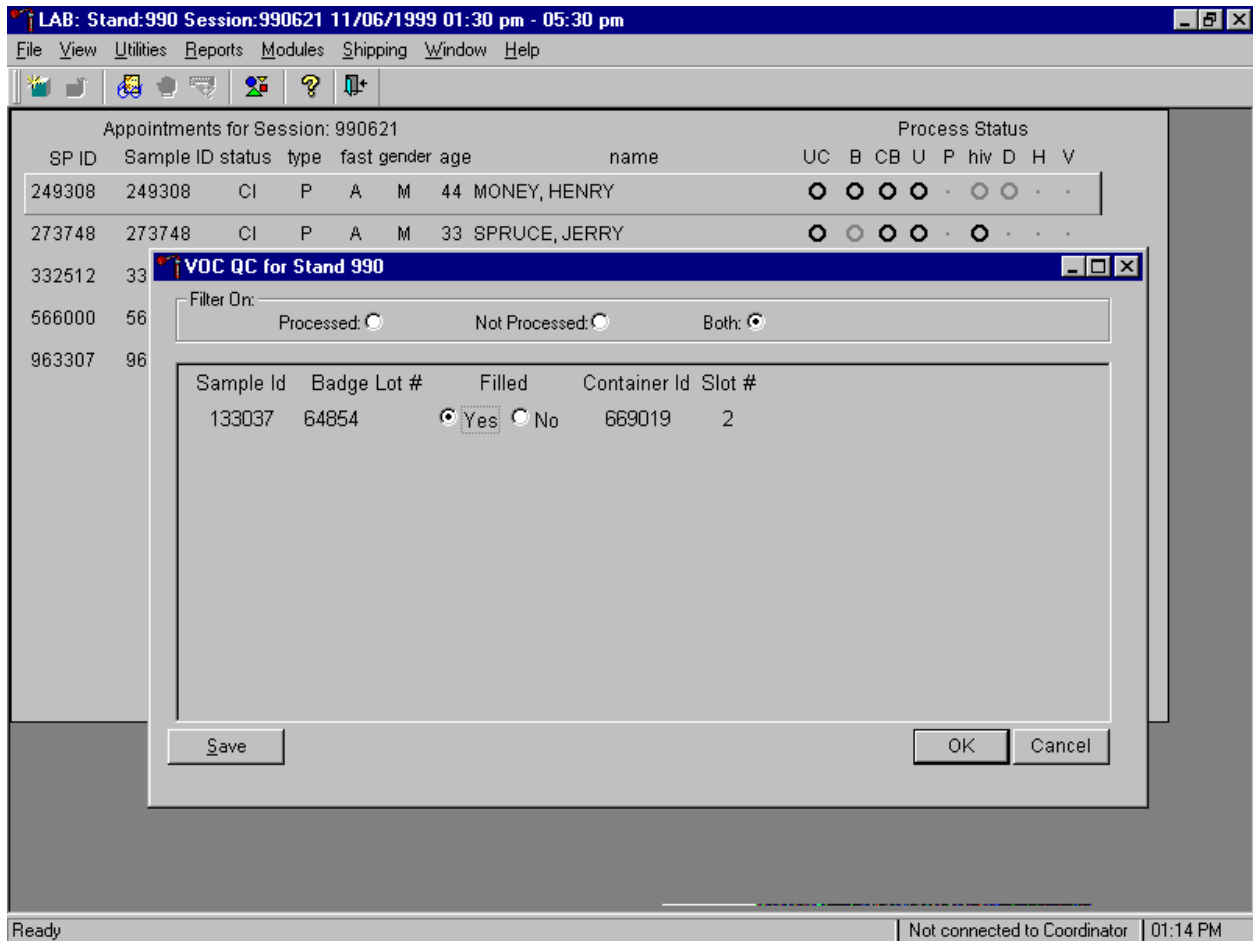 LAB: Stand:990 Session:990621 11/06/1999 01:30 pm - 05:30 pm
File View Utilities Reports Modules Shipping Window Help
Appointments for Session: 990621 Process Status
SP ID Sample ID status type fast gender age name UC B CB U P hiv D H V
249308 249308 CI P A M 44 MONEY, HENRY
273748 273748 CI P A M 33 SPRUCE, JERRY
332512 33
566000 56
963307 96
VOC QC for Stand 990
Filter On:
Processed: Not Processed: Both:
Sample Id Badge Lot # Filled Container Id Slot #
133037 64854 Yes No 669019 2
Save OK Cancel
Ready Not connected to Coordinator 01:14 PM